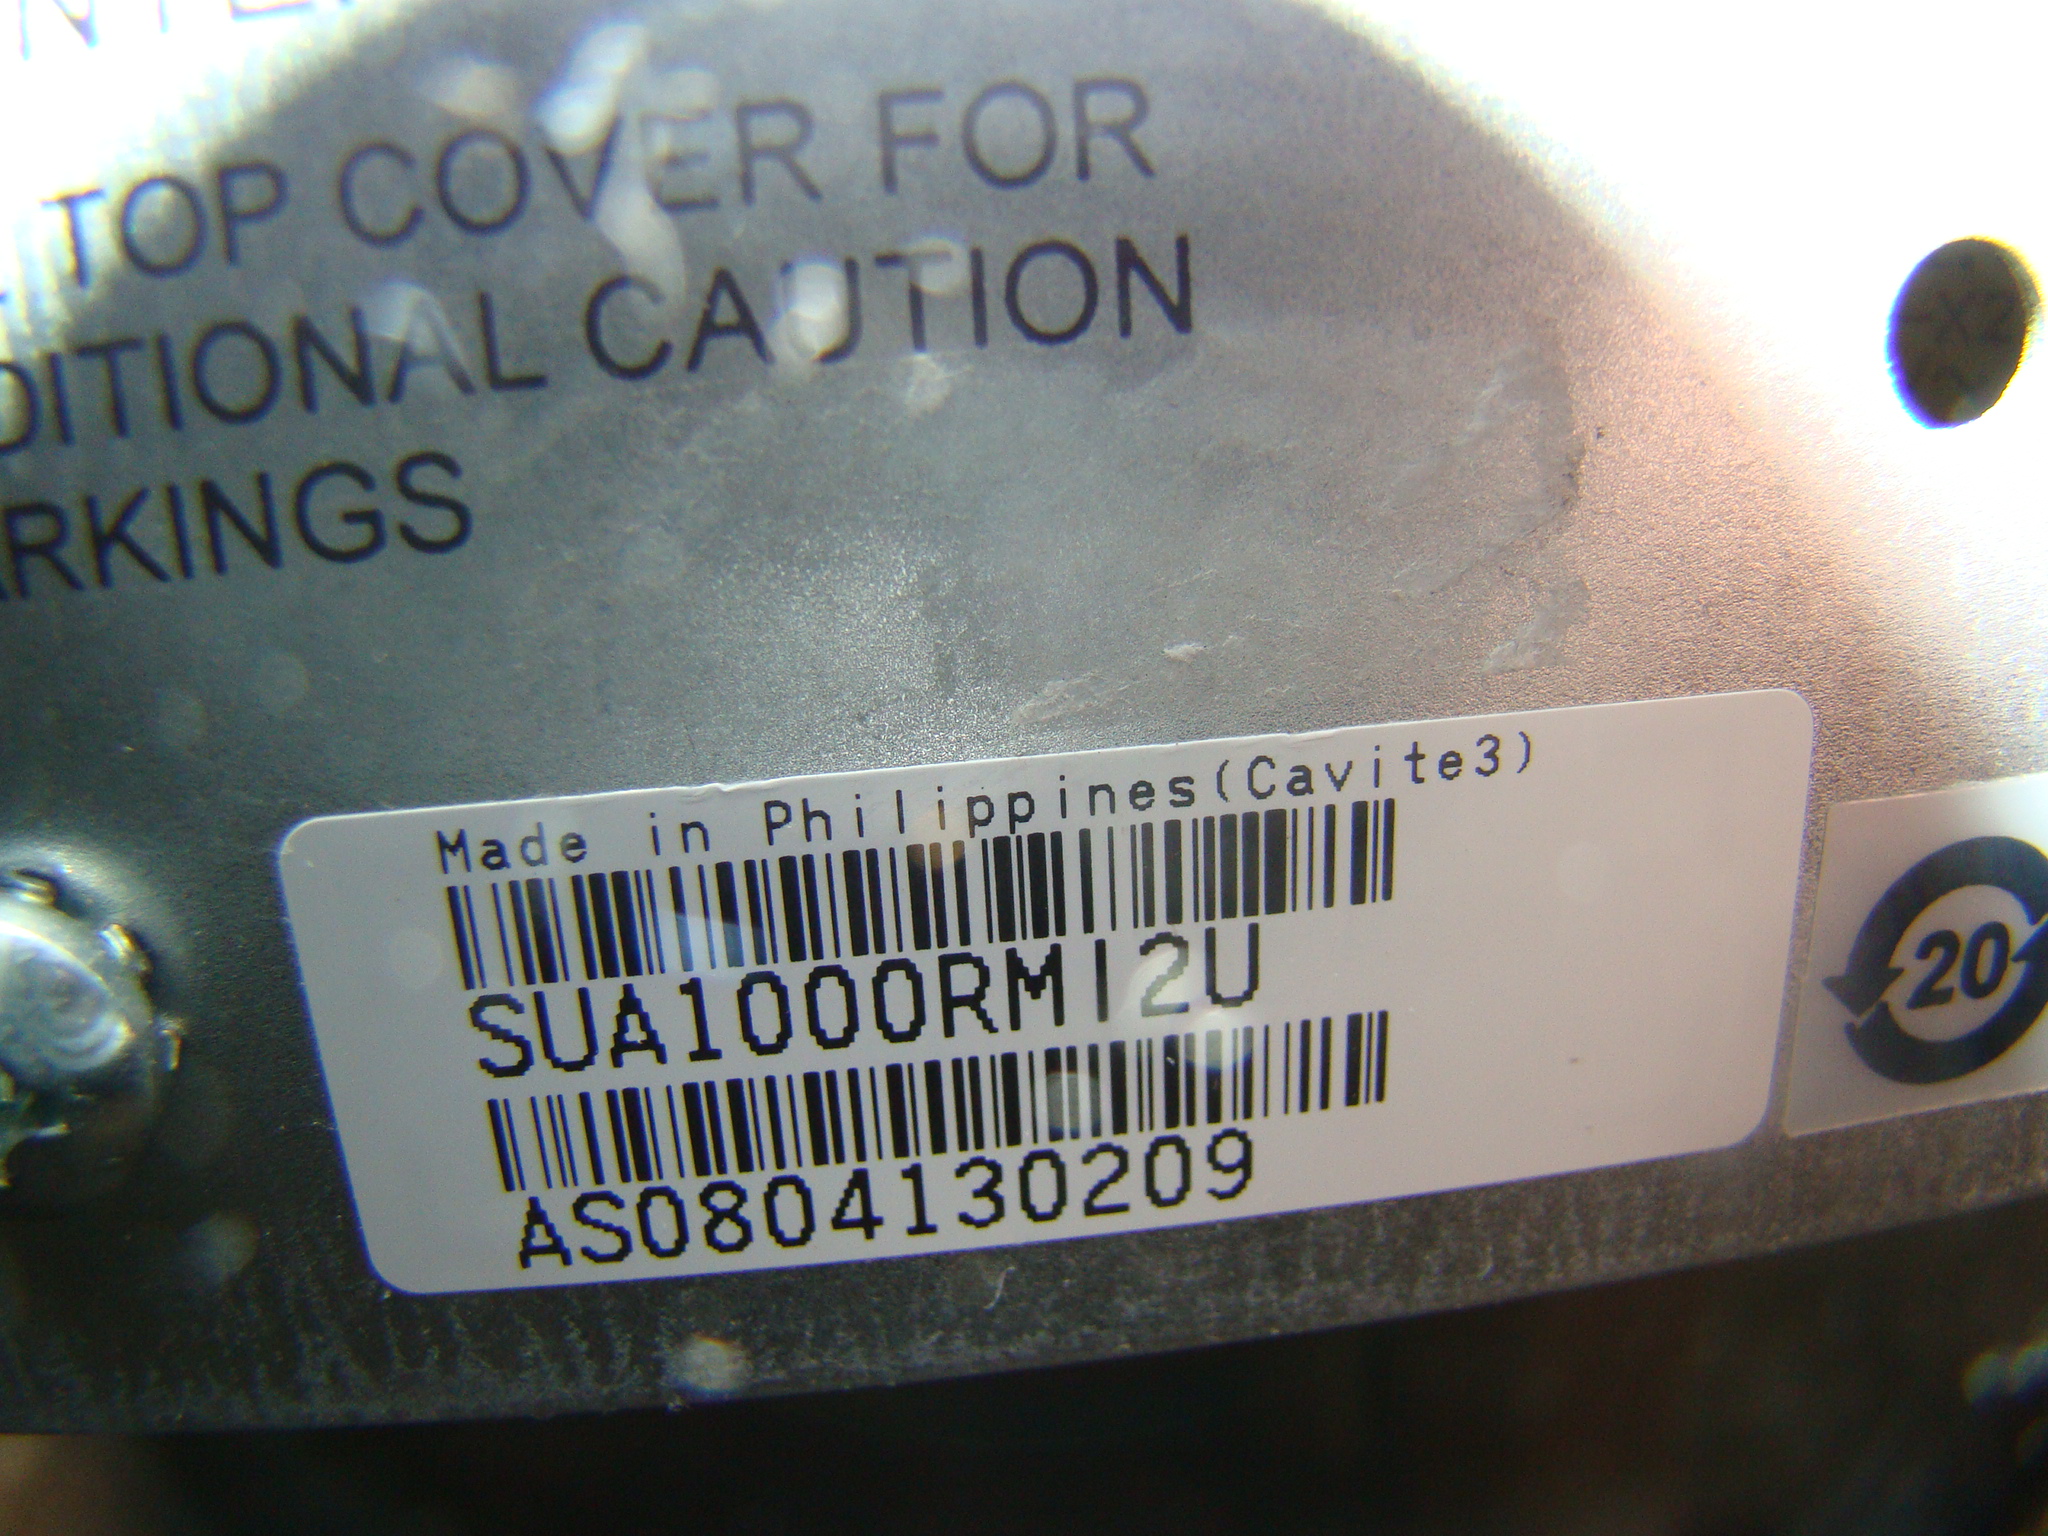 TOP COVER FOR
DITIONAL CAUTION
RKINGS
Made in Philippines(Cavite3)
SUA1000RMI2U
AS0804130209
20